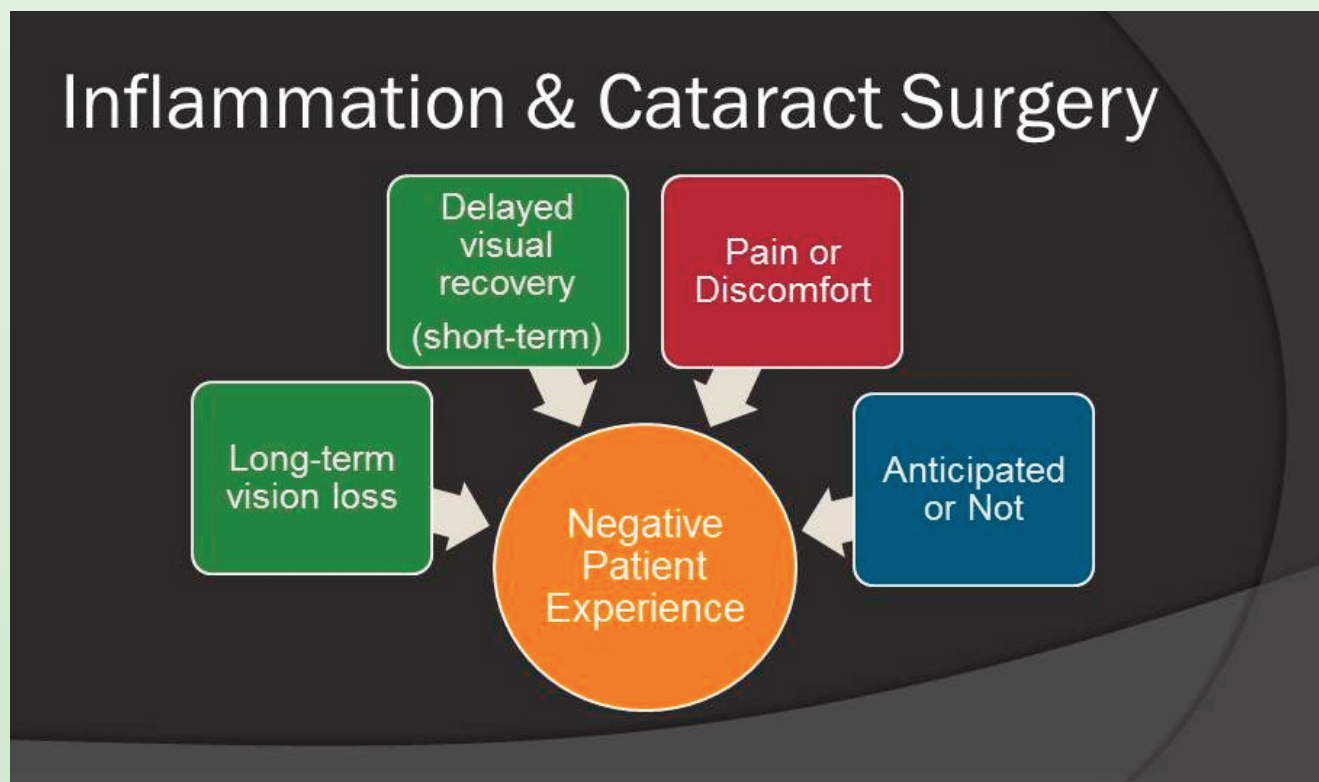 Inflammation & Cataract Surgery
Delayed
visual
recovery
(short-term)
Pain or
Discomfort
Long-term
vision loss
Anticipated
or Not
Negative
Patient
Experience